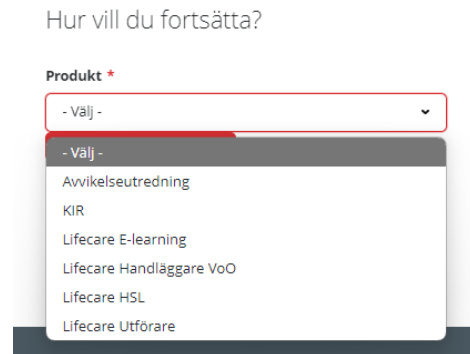 Hur vill du fortsätta?
Produkt *
- Välj -
- Välj -
Avvikelseutredning
KIR
Lifecare E-learning
Lifecare Handläggare VoO
Lifecare HSL
Lifecare Utförare